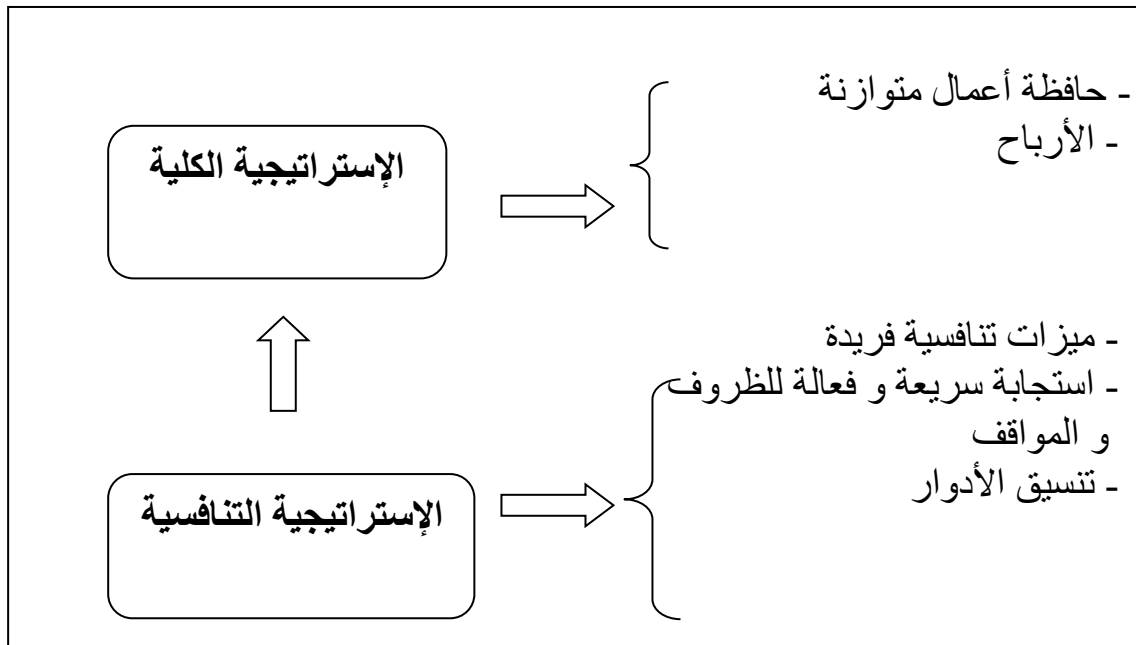 - حافظة أعمال متوازنة
- الأرباح
الإستراتيجية الكلية
- ميزات تنافسية فريدة
- استجابة سريعة و فعالة للظروف
و المواقف
- تنسيق الأدوار
الإستراتيجية التنافسية